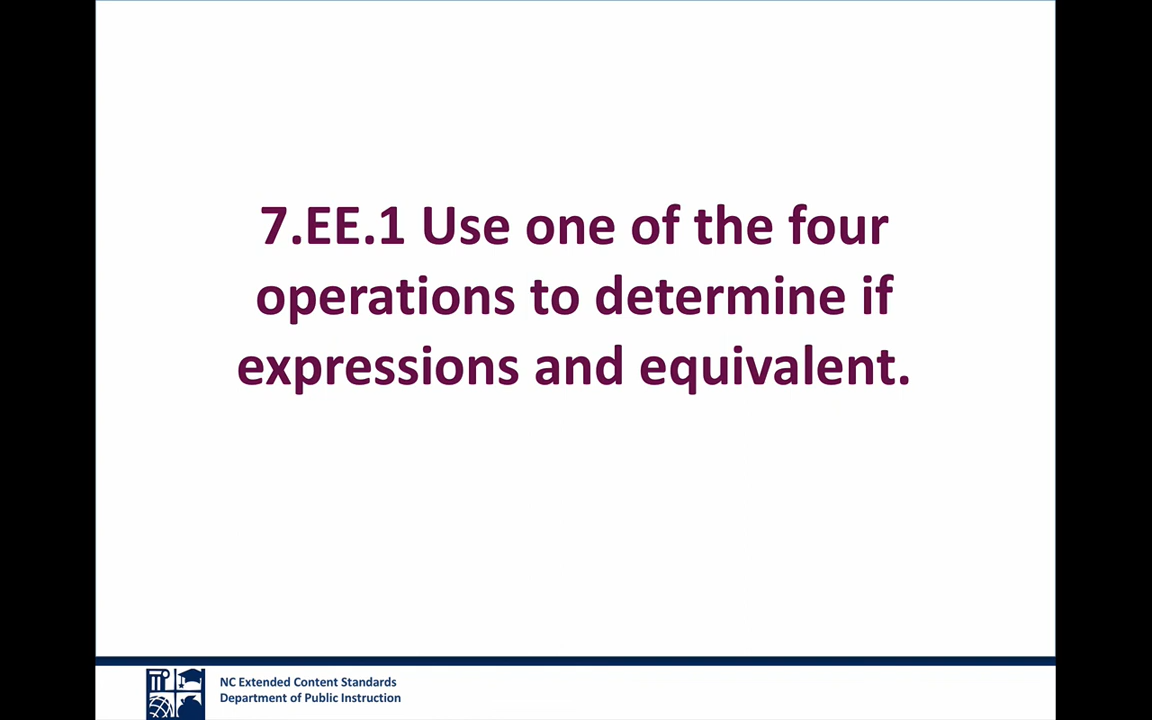 7.EE.1 Use one of the four
operations to determine if
expressions and equivalent.
NC Extended Content Standards
Department of Public Instruction